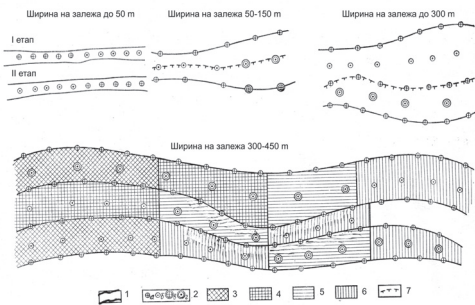 Ширина на залежа до 50 m
Ширина на залежа 50-150 m
Ширина на залежа до 300 m
I етап
II етап
Ширина на залежа 300-450 m
1 2 3 4 5 6 7